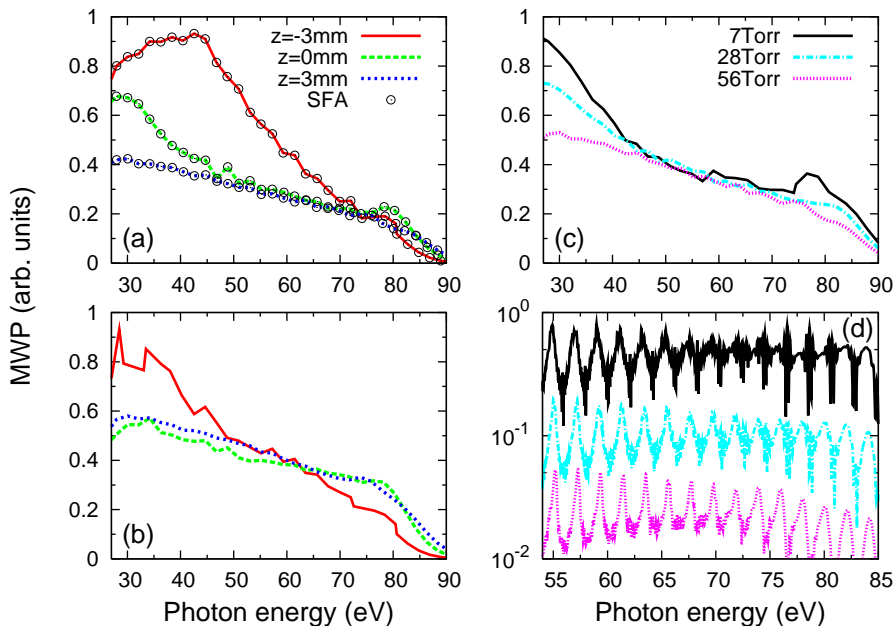 MWP (arb. units)
1
0.8
0.6
0.4
0.2
0
z=-3mm
z=0mm
z=3mm
SFA
(a)
30 40 50 60 70 80 90
1
0.8
0.6
0.4
0.2
0
7Torr
28Torr
56Torr
(c)
30 40 50 60 70 80 90
1
0.8
0.6
0.4
0.2
0
(b)
30 40 50 60 70 80 90
Photon energy (eV)
10^0
10^-1
10^-2
(d)
55 60 65 70 75 80 85
Photon energy (eV)